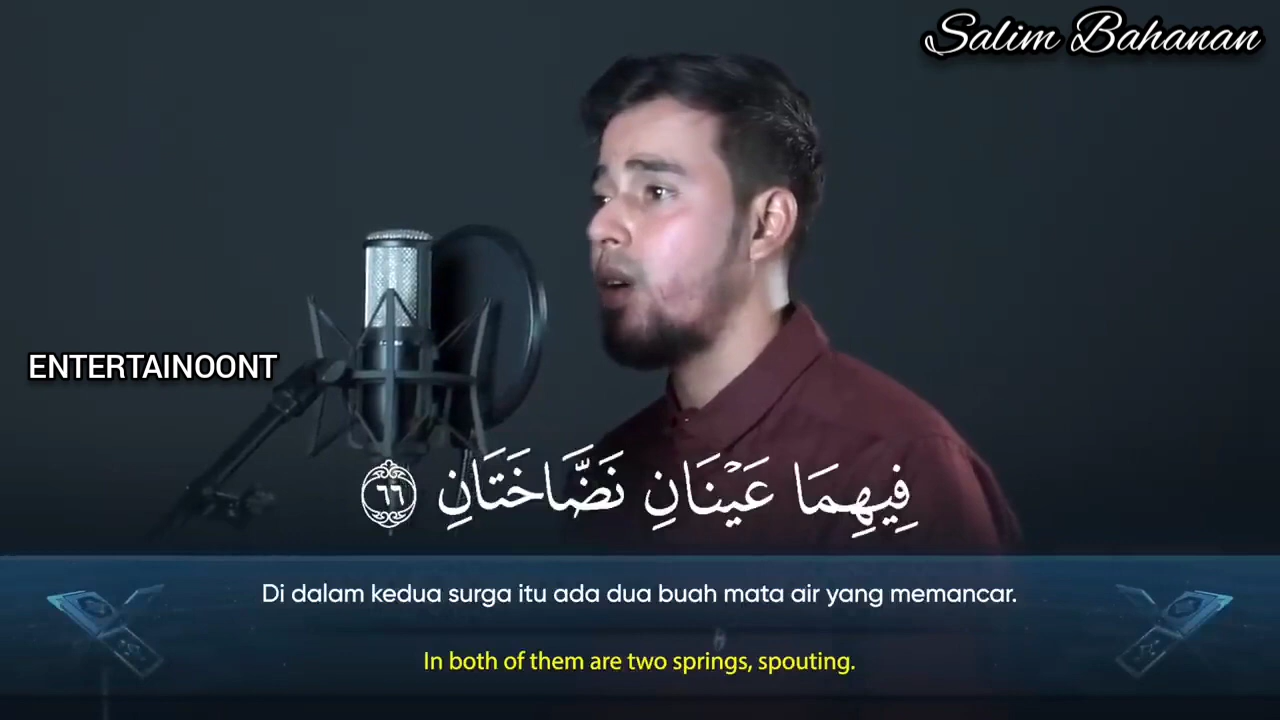 Salim Bahanan
ENTERTAINOONT
فِيهِمَا عَيْنَانِ نَضَّاخَتَانِ ٦٦
Di dalam kedua surga itu ada dua buah mata air yang memancar.
In both of them are two springs, spouting.